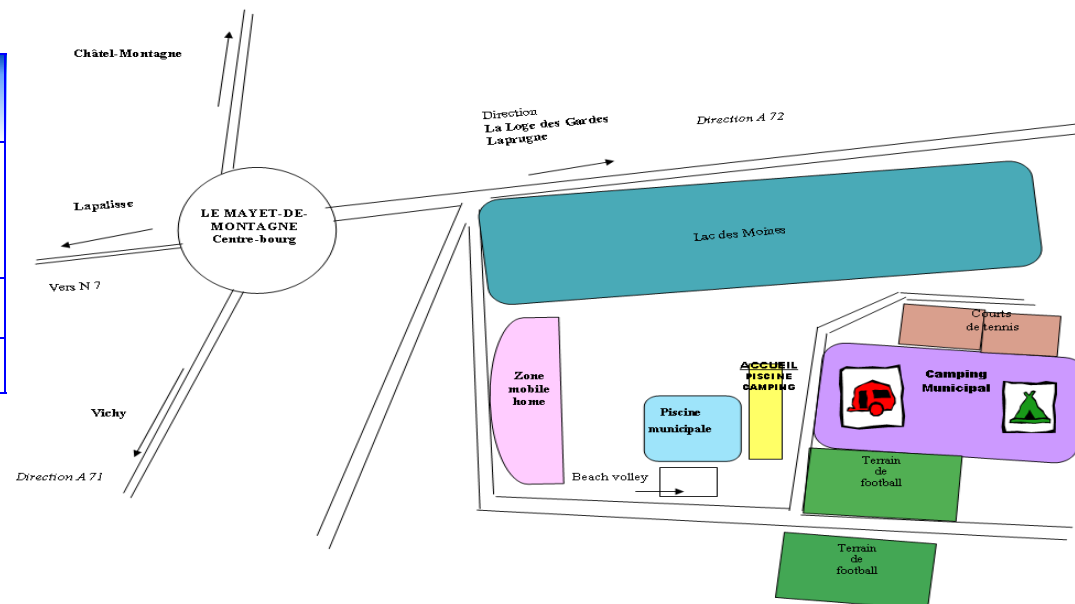 Châtel-Montagne
Direction
La Loge des Gardes
Laprugne
Direction A 72
Lapalisse
LE MAYET-DE-
MONTAGNE
Centre-bourg
Lac des Moines
Vers N 7
Courts
de tennis
ACCUEIL
PISCINE
CAMPING
Zone
mobile
home
Camping
Municipal
Vichy
Piscine
municipale
Direction A 71
Beach volley
Terrain
de
football
Terrain
de
football